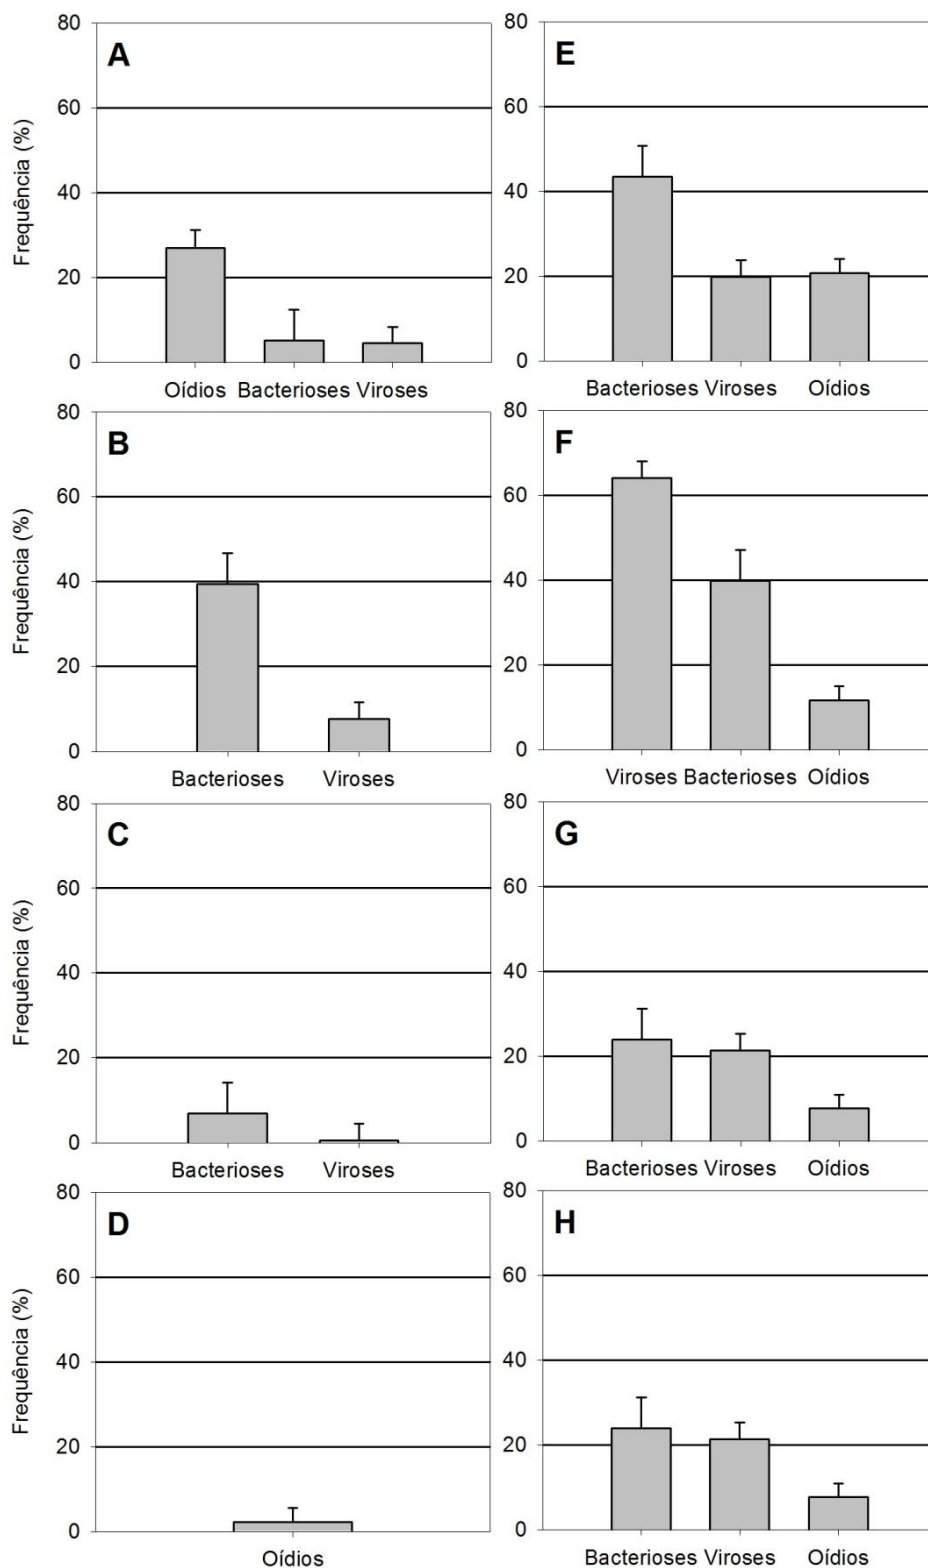 A
Frequência (%)
80
60
40
20
0
Oídios Bacterioses Viroses
E
80
60
40
20
0
Bacterioses Viroses Oídios
B
Frequência (%)
80
60
40
20
0
Bacterioses Viroses
F
80
60
40
20
0
Viroses Bacterioses Oídios
C
Frequência (%)
80
60
40
20
0
Bacterioses Viroses
G
80
60
40
20
0
Bacterioses Viroses Oídios
D
Frequência (%)
80
60
40
20
0
Oídios
H
80
60
40
20
0
Bacterioses Viroses Oídios